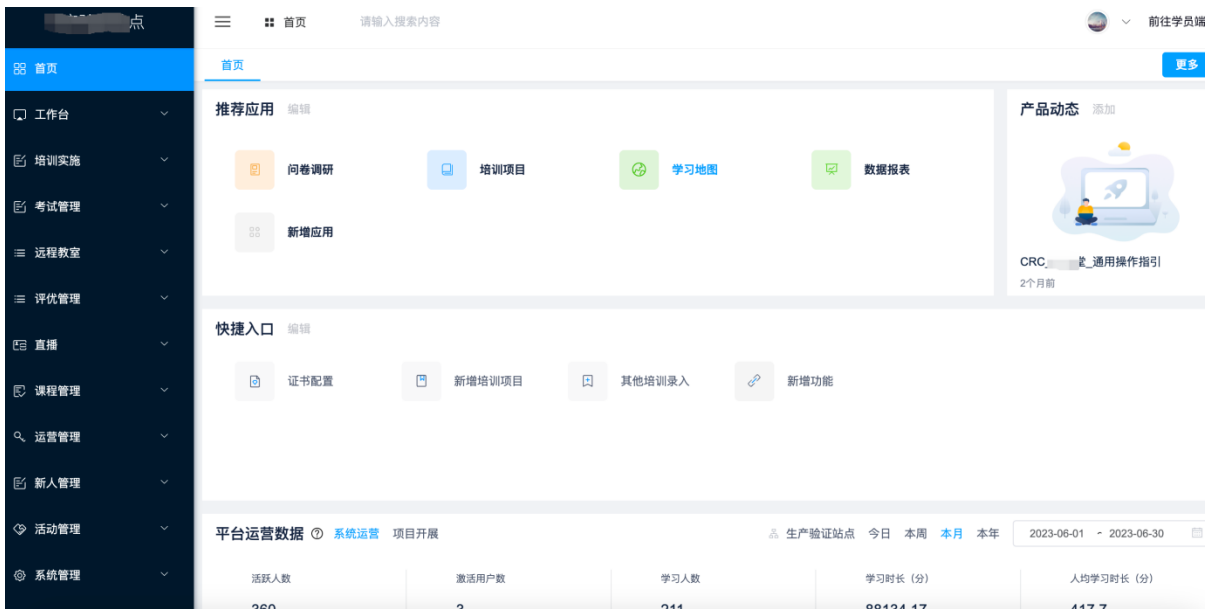 点
首页
请输入搜索内容
前往学员端
首页
首页
更多
工作台
培训实施
考试管理
远程教室
评优管理
直播
课程管理
运营管理
新人管理
活动管理
系统管理
推荐应用 编辑
问卷调研
培训项目
学习地图
数据报表
新增应用
产品动态 添加
CRC_ 堂_通用操作指引
2个月前
快捷入口 编辑
证书配置
新增培训项目
其他培训录入
新增功能
平台运营数据 系统运营 项目开展
生产验证站点 今日 本周 本月 本年 2023-06-01 - 2023-06-30
活跃人数 激活用户数 学习人数 学习时长（分） 人均学习时长（分）
360 3 211 88134.17 417.7